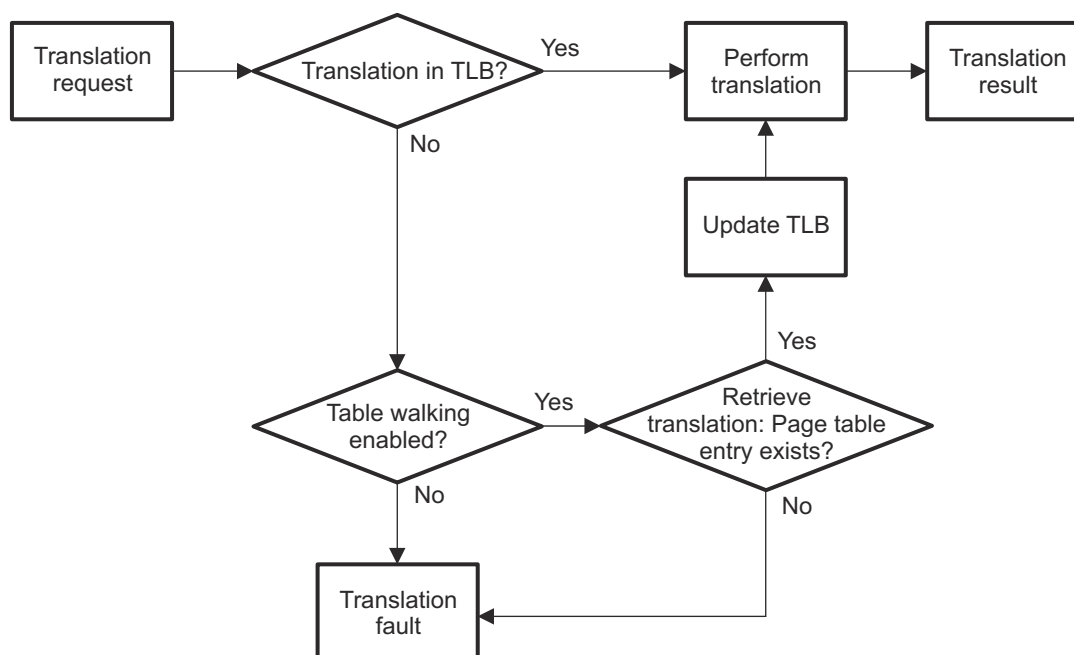 Translation
request
Translation in TLB?
Yes
Perform
translation
Translation
result
No
Update TLB
Yes
Table walking
enabled?
Yes
Retrieve
translation: Page table
entry exists?
No
No
Translation
fault